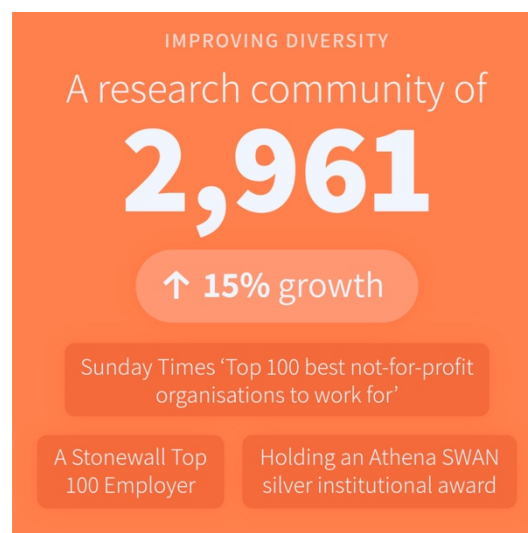 IMPROVING DIVERSITY
A research community of
2,961
↑ 15% growth
Sunday Times ‘Top 100 best not-for-profit
organisations to work for’
A Stonewall Top
100 Employer
Holding an Athena SWAN
silver institutional award